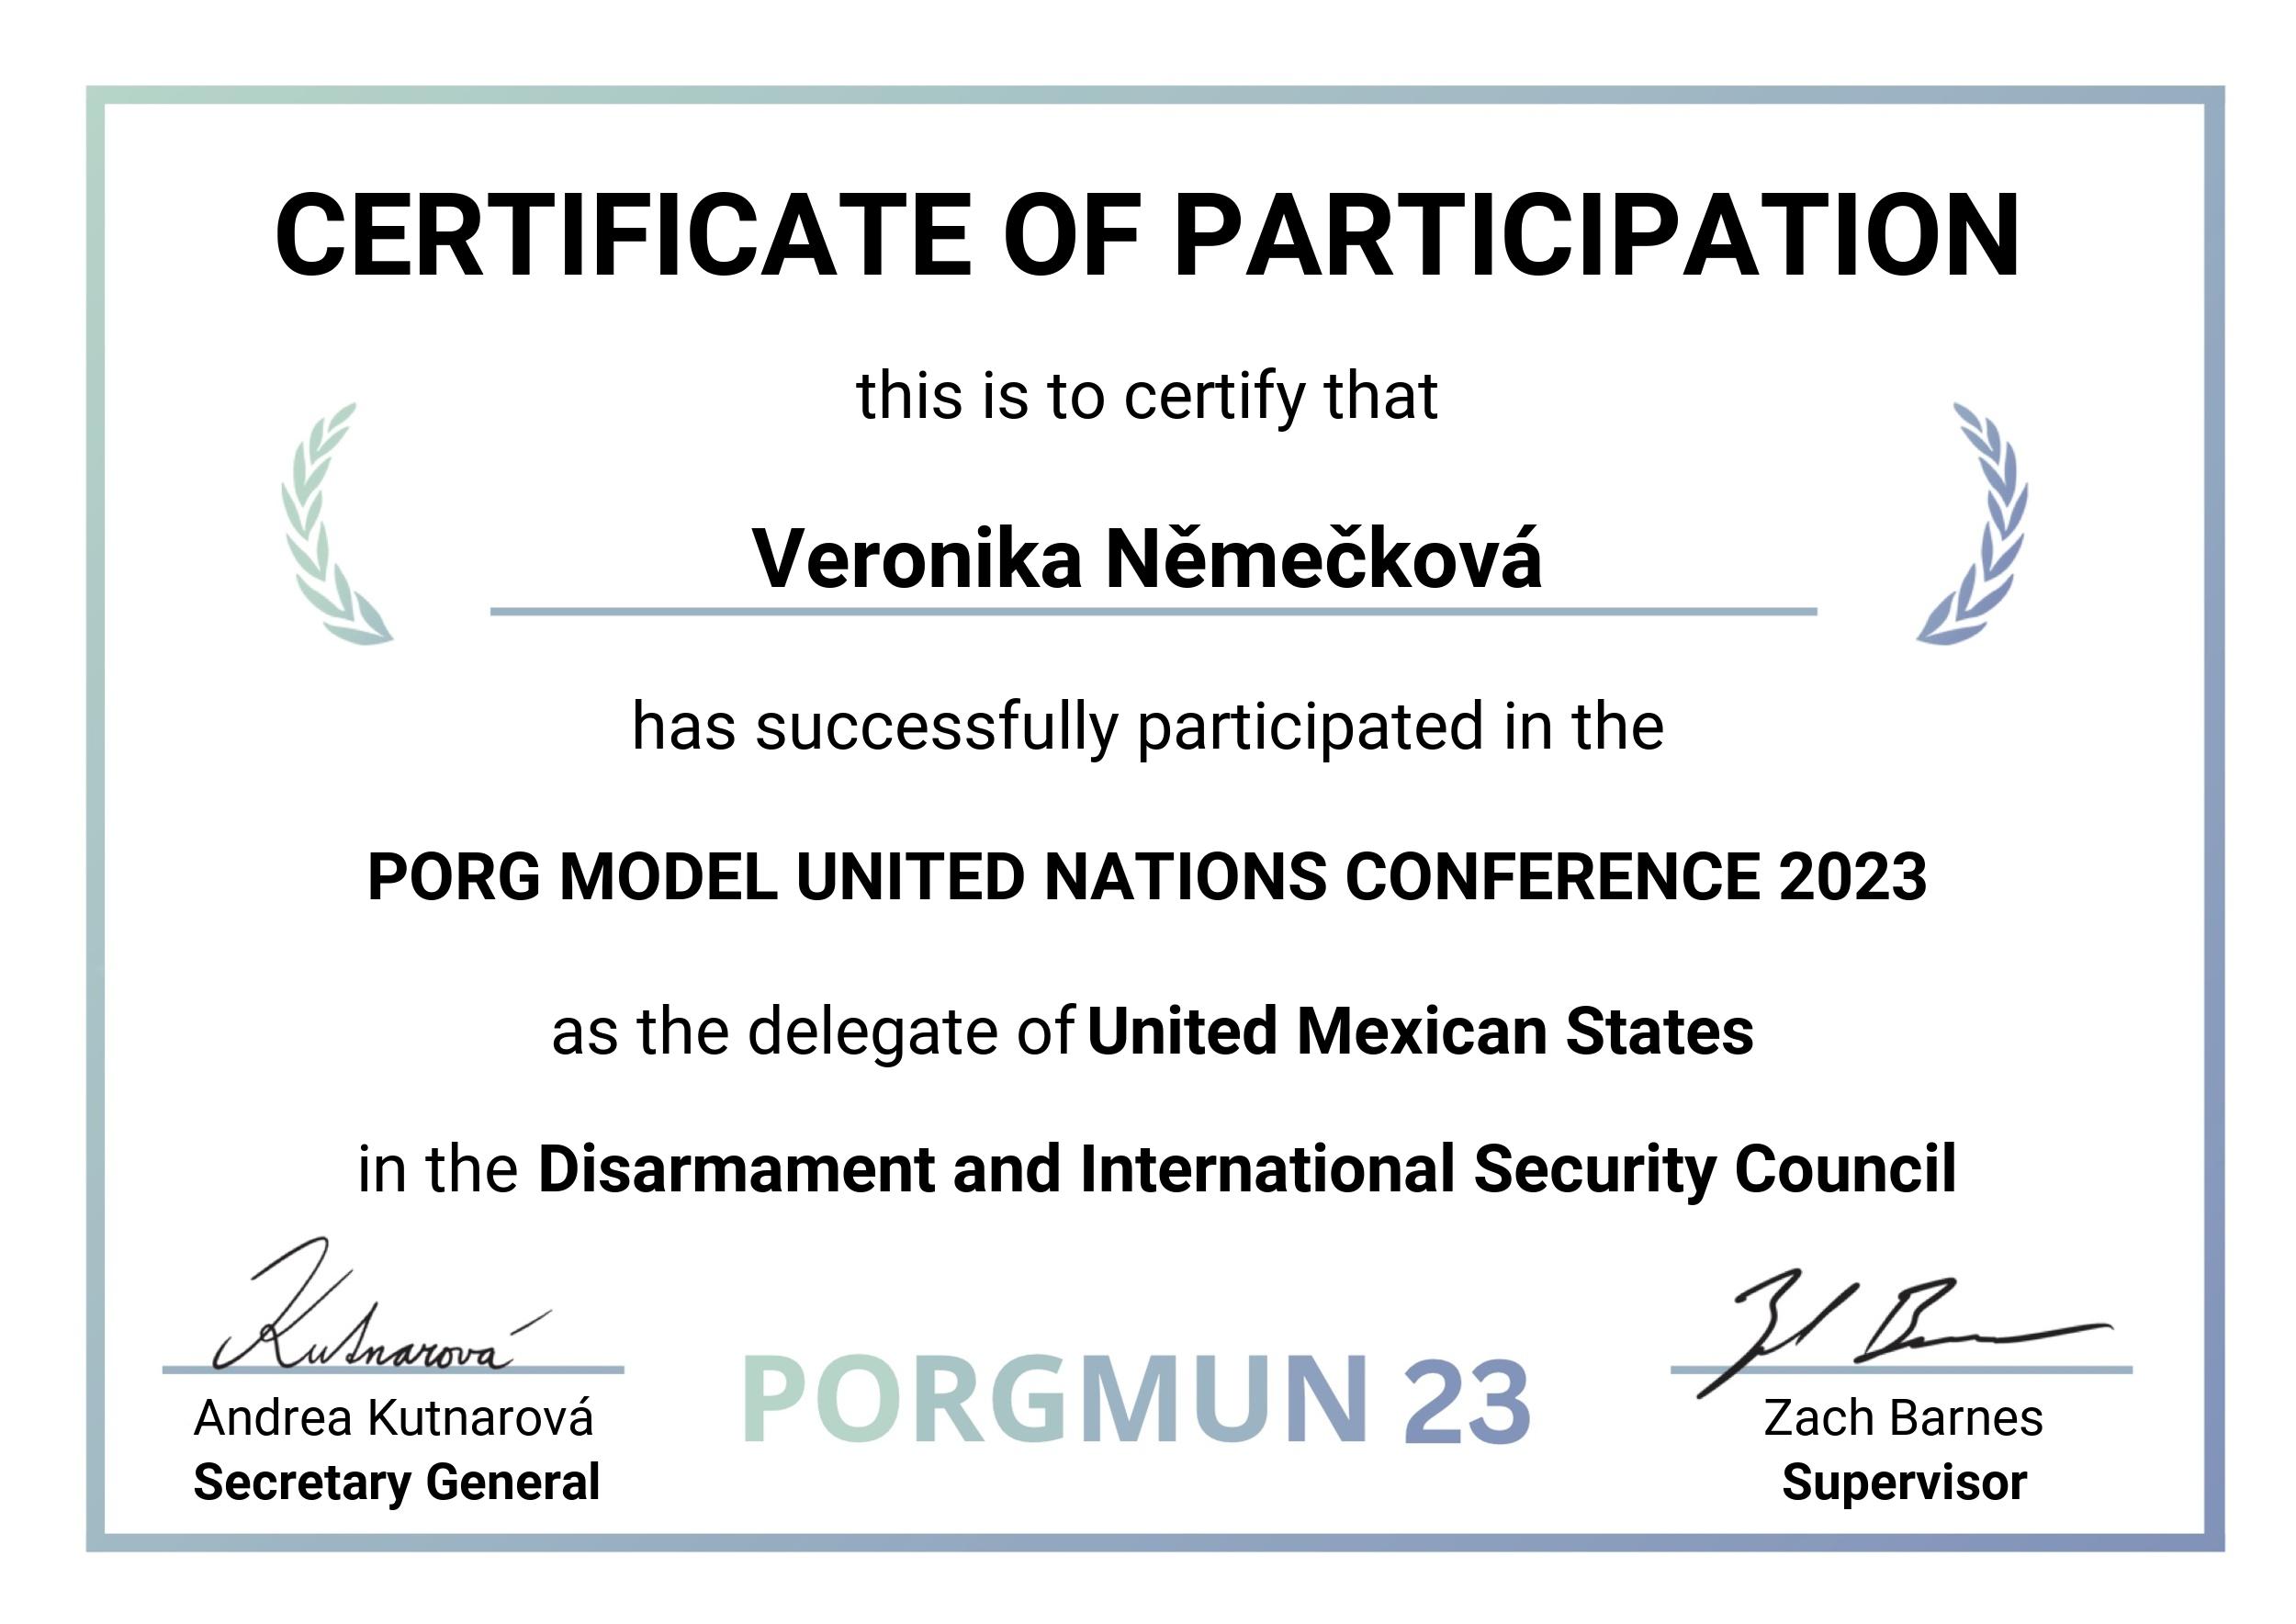 CERTIFICATE OF PARTICIPATION
this is to certify that
Veronika Němečková
has successfully participated in the
PORG MODEL UNITED NATIONS CONFERENCE 2023
as the delegate of United Mexican States
in the Disarmament and International Security Council
Kutnarová
Andrea Kutnarová
Secretary General
PORGMUN 23
Zach Barnes
Supervisor